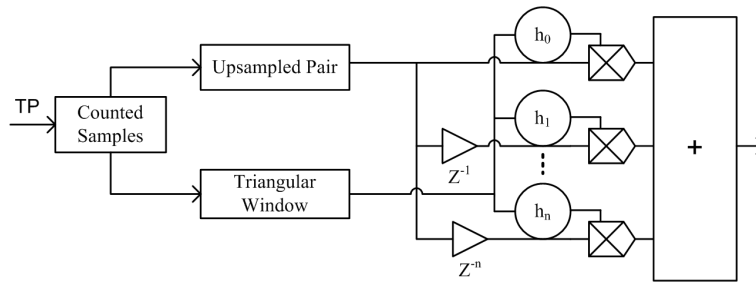 TP
Counted
Samples
Upsampled Pair
Triangular
Window
h0
h1
hn
Z-1
Z-n
+